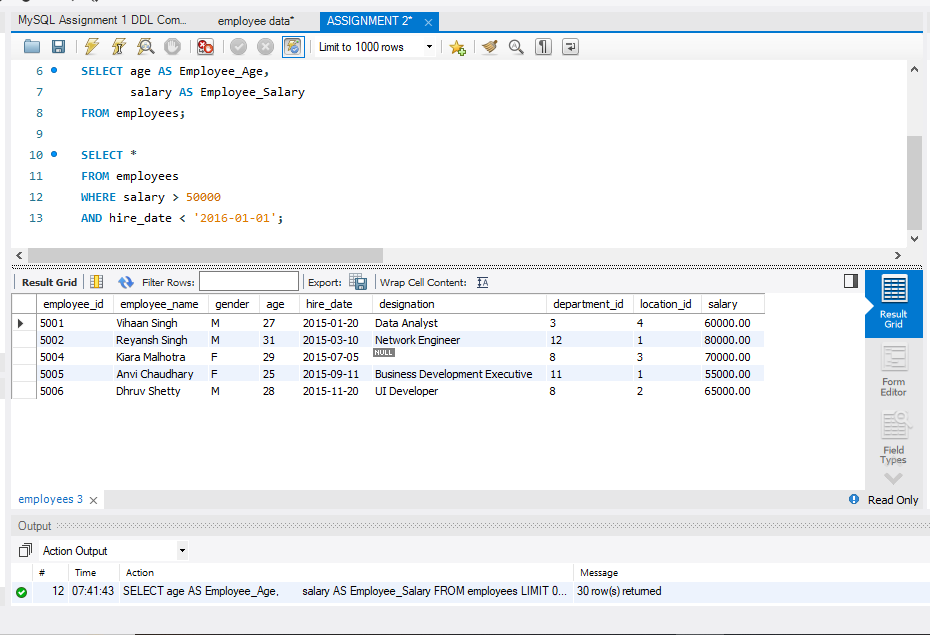 MySQL Assignment 1 DDL Com... employee data* ASSIGNMENT 2* ×
Limit to 1000 rows
6 SELECT age AS Employee_Age,
7 salary AS Employee_Salary
8 FROM employees;
9
10 SELECT *
11 FROM employees
12 WHERE salary > 50000
13 AND hire_date < '2016-01-01';
Result Grid Filter Rows: Export: Wrap Cell Content:
employee_id employee_name gender age hire_date designation department_id location_id salary
5001 Vihaan Singh M 27 2015-01-20 Data Analyst 3 4 60000.00
5002 Reyansh Singh M 31 2015-03-10 Network Engineer 12 1 80000.00
5004 Kiara Malhotra F 29 2015-07-05 NULL 8 3 70000.00
5005 Anvi Chaudhary F 25 2015-09-11 Business Development Executive 11 1 55000.00
5006 Dhruv Shetty M 28 2015-11-20 UI Developer 8 2 65000.00
Result
Grid
Form
Editor
Field
Types
employees 3 × Read Only
Output
Action Output
# Time Action Message
12 07:41:43 SELECT age AS Employee_Age, salary AS Employee_Salary FROM employees LIMIT 0... 30 row(s) returned